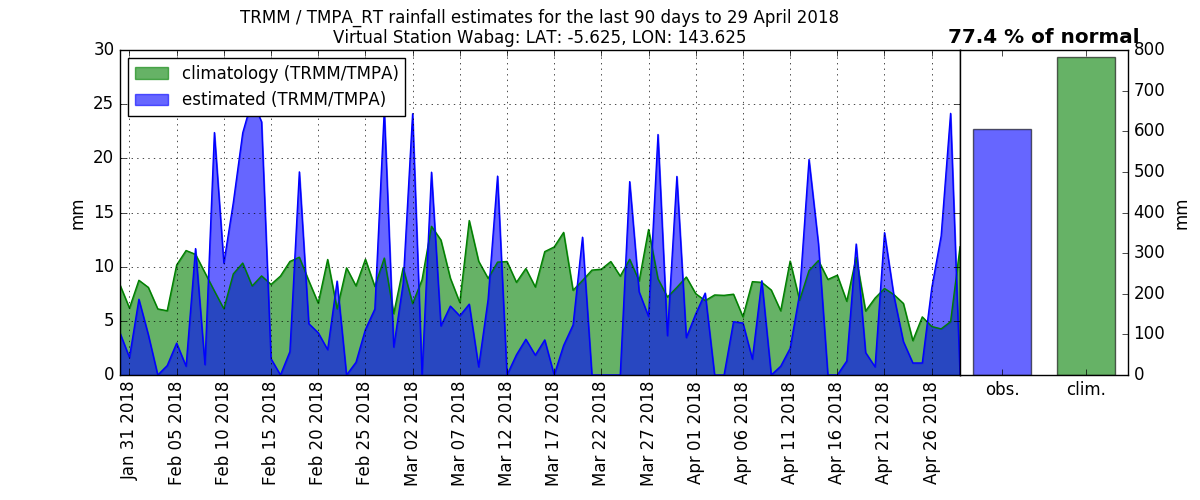 TRMM / TMPA_RT rainfall estimates for the last 90 days to 29 April 2018
Virtual Station Wabag: LAT: -5.625, LON: 143.625
77.4 % of normal
climatology (TRMM/TMPA)
estimated (TRMM/TMPA)
30
25
20
15
10
5
0
mm
Jan 31 2018
Feb 05 2018
Feb 10 2018
Feb 15 2018
Feb 20 2018
Feb 25 2018
Mar 02 2018
Mar 07 2018
Mar 12 2018
Mar 17 2018
Mar 22 2018
Mar 27 2018
Apr 01 2018
Apr 06 2018
Apr 11 2018
Apr 16 2018
Apr 21 2018
Apr 26 2018
800
700
600
500
400
300
200
100
0
mm
obs.
clim.